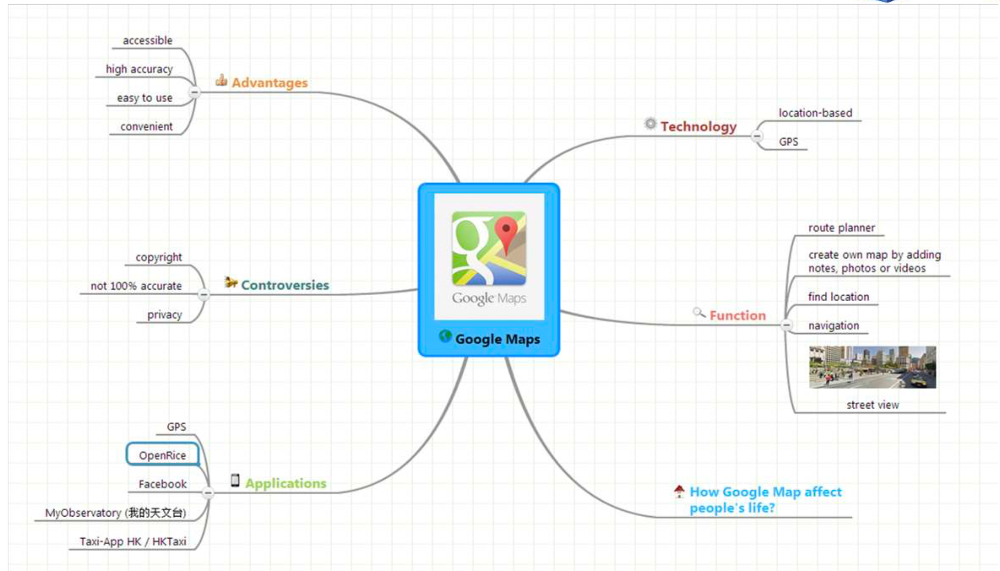 accessible
high accuracy
easy to use
convenient
Advantages
Technology
location-based
GPS
copyright
not 100% accurate
privacy
Controversies
Google Maps
Google Maps
Function
route planner
create own map by adding
notes, photos or videos
find location
navigation
street view
GPS
OpenRice
Facebook
MyObservatory (我的天文台)
Taxi-App HK / HKTaxi
Applications
How Google Map affect
people's life?